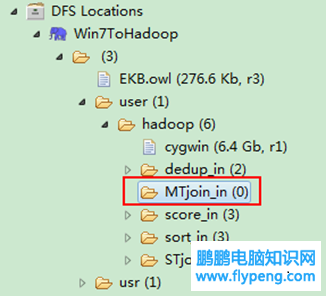 DFS Locations
Win7ToHadoop
(3)
EKB.owl (276.6 Kb, r3)
user (1)
hadoop (6)
cygwin (6.4 Gb, r1)
dedup_in (2)
MTjoin_in (0)
score_in (3)
sort_in (3)
鹏鹏电脑知识网
usr (1)
www.flypeng.com